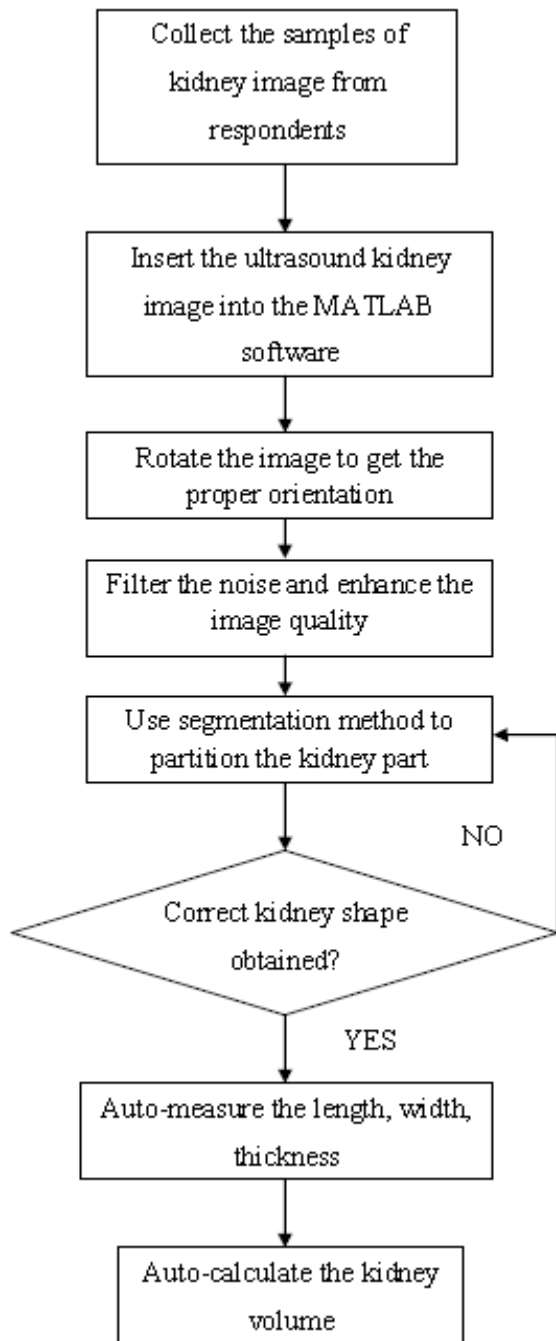 Collect the samples of
kidney image from
respondents
Insert the ultrasound kidney
image into the MATLAB
software
Rotate the image to get the
proper orientation
Filter the noise and enhance the
image quality
Use segmentation method to
partition the kidney part
NO
Correct kidney shape
obtained?
YES
Auto-measure the length, width,
thickness
Auto-calculate the kidney
volume